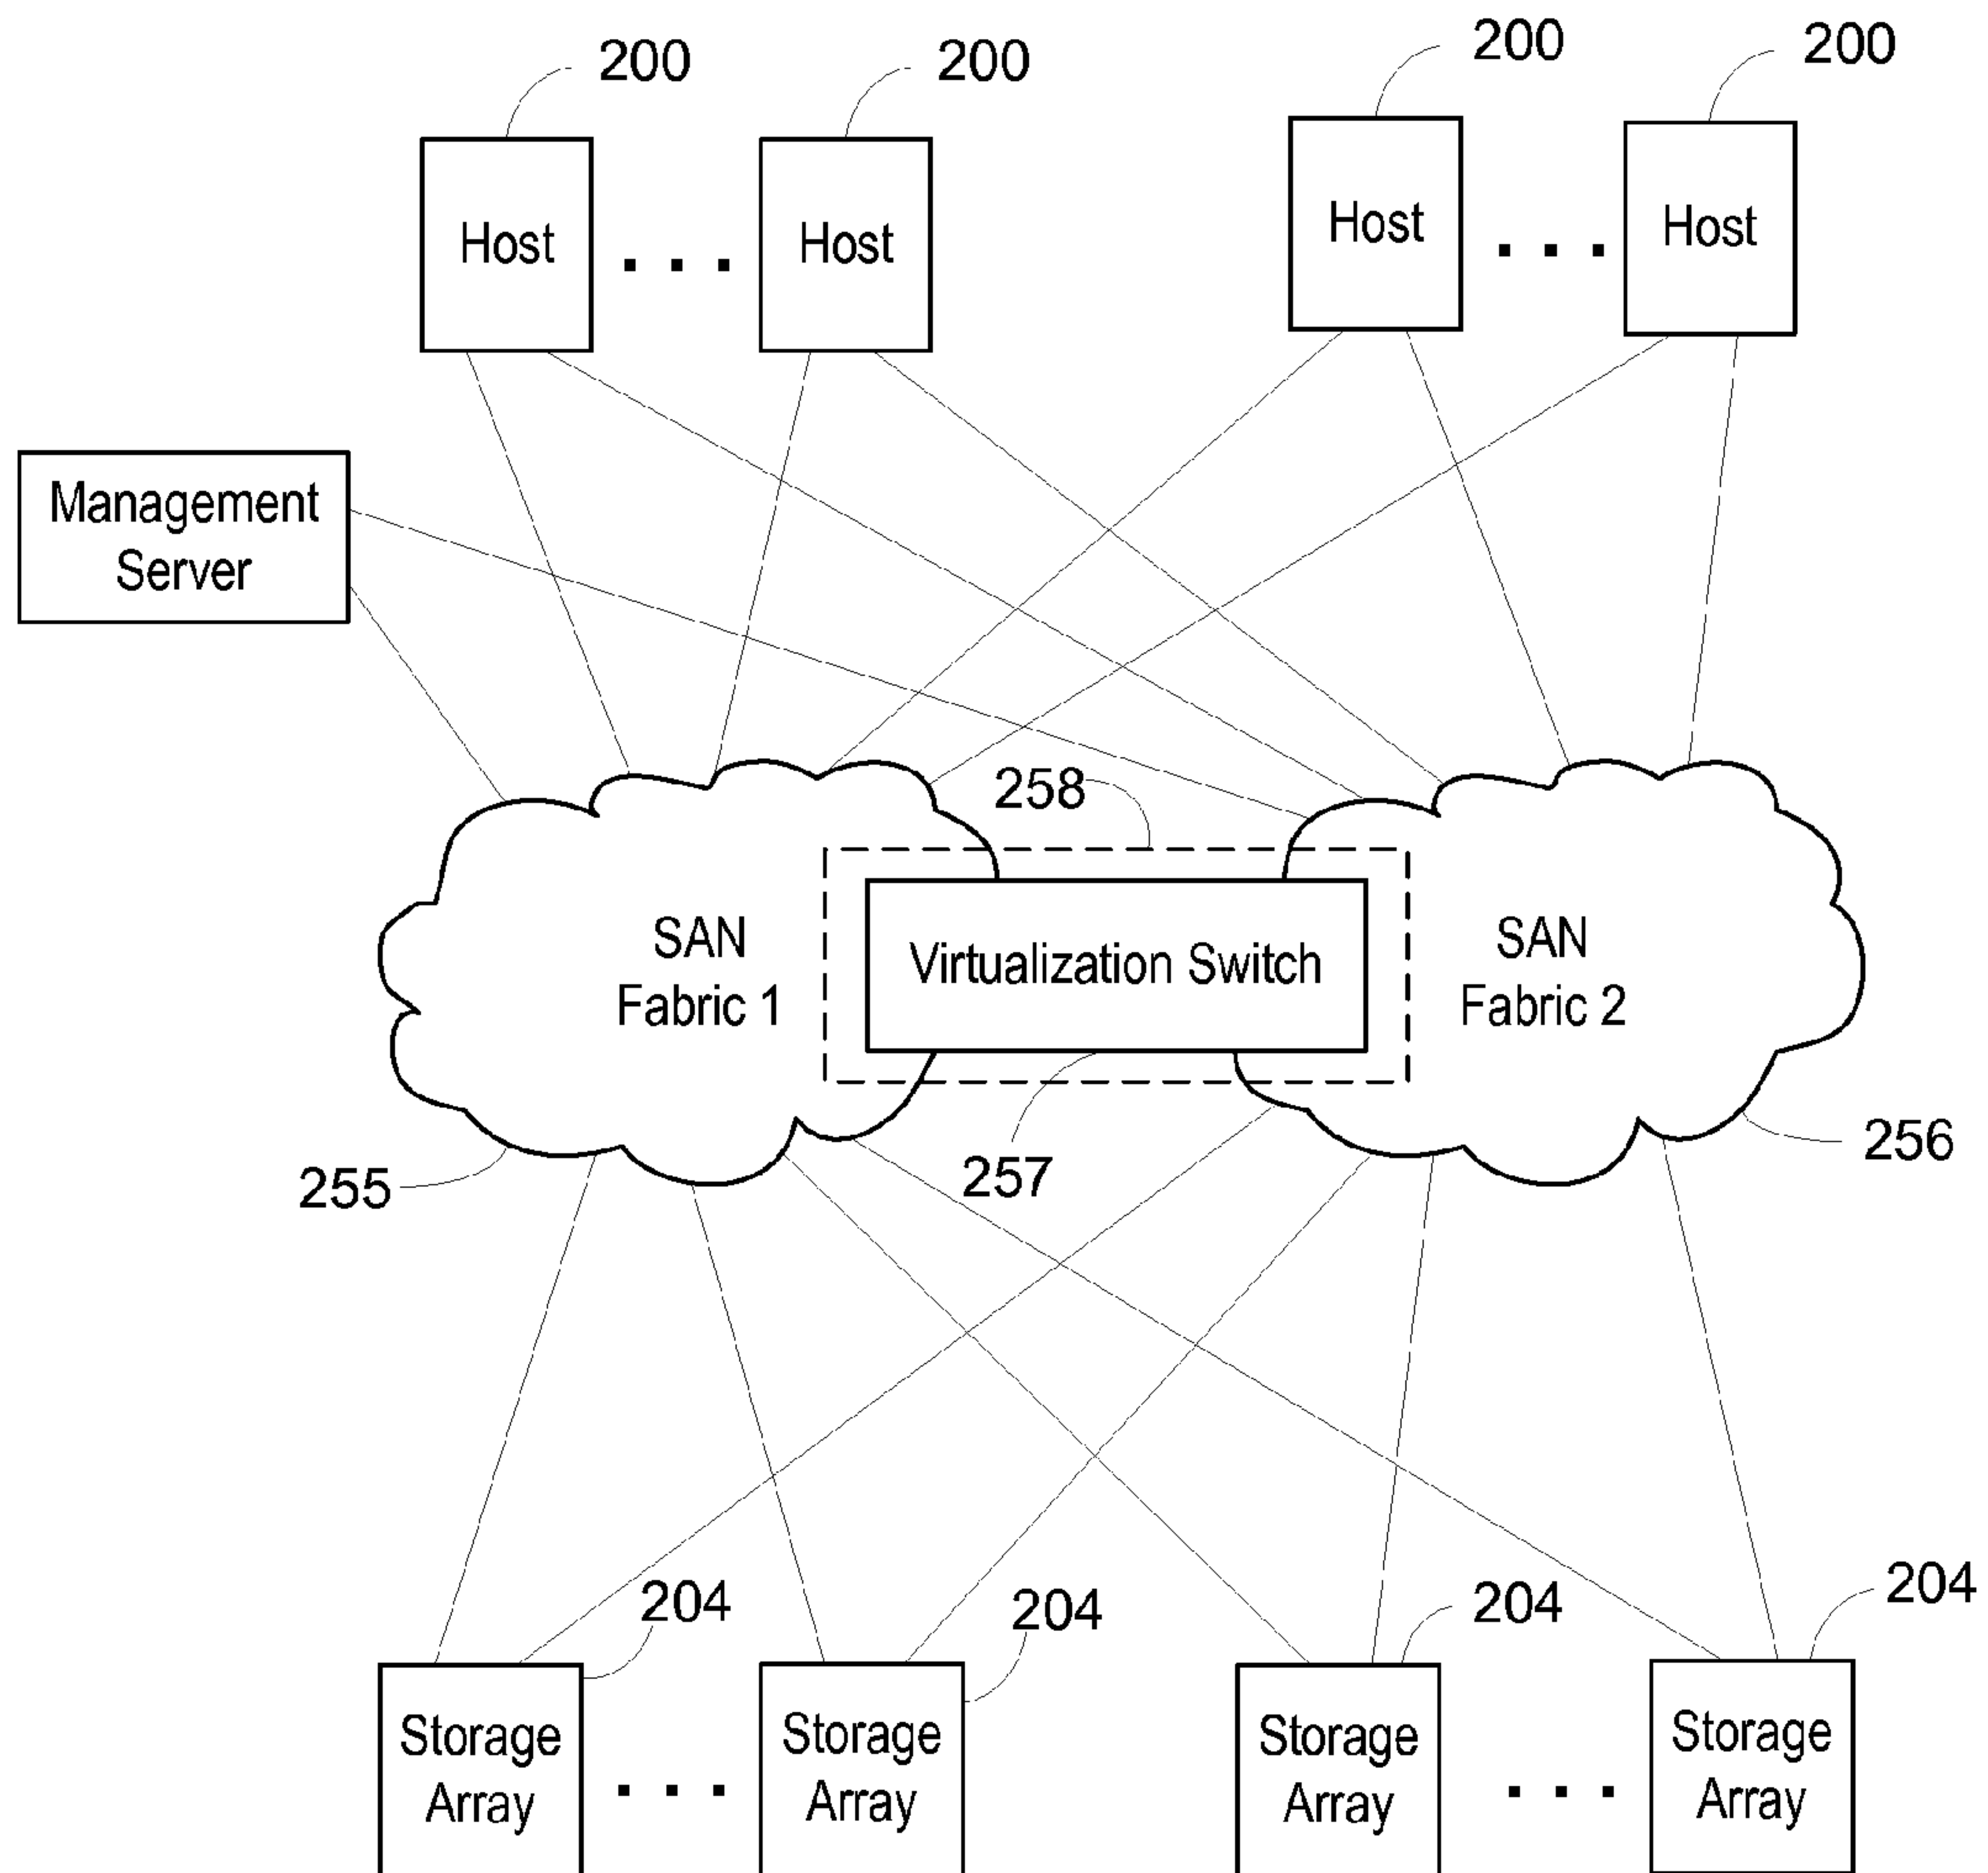 200
200
200
200
Host
Host
Host
Host
Management
Server
258
SAN
Fabric 1
Virtualization Switch
SAN
Fabric 2
255
257
256
204
204
204
204
Storage
Array
Storage
Array
Storage
Array
Storage
Array